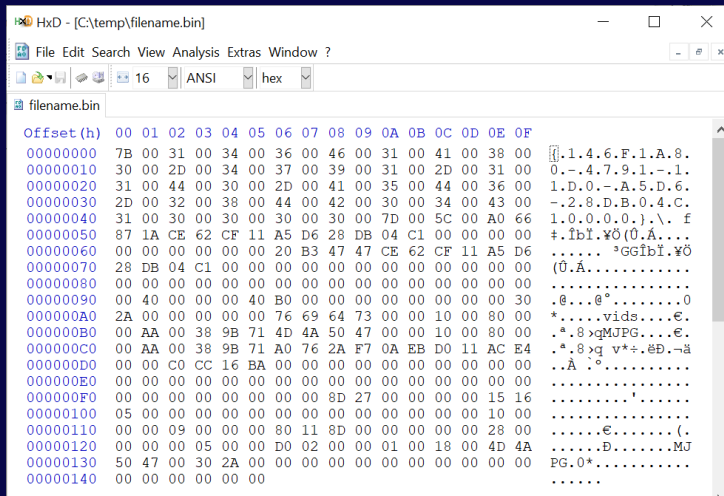 HxD - [C:\temp\filename.bin]
File Edit Search View Analysis Extras Window ?
16 ANSI hex
filename.bin
Offset(h) 00 01 02 03 04 05 06 07 08 09 0A 0B 0C 0D 0E 0F
00000000 7B 00 31 00 34 00 36 00 46 00 31 00 41 00 38 00 {.1.4.6.F.1.A.8.
00000010 30 00 2D 00 34 00 37 00 39 00 31 00 2D 00 31 00 0.-.4.7.9.1.-.1.
00000020 31 00 44 00 30 00 2D 00 41 00 35 00 44 00 36 00 1.D.0.-.A.5.D.6.
00000030 2D 00 32 00 38 00 44 00 42 00 30 00 34 00 43 00 -.2.8.D.B.0.4.C.
00000040 31 00 30 00 30 00 30 00 30 00 7D 00 5C 00 A0 66 1.0.0.0.0.}.\. f
00000050 87 1A CE 62 CF 11 A5 D6 28 DB 04 C1 00 00 00 00 ‡.ÎbÏ.¥Ö(Û.Á....
00000060 00 00 00 00 00 00 20 B3 47 47 CE 62 CF 11 A5 D6 ...... ³GGÎbÏ.¥Ö
00000070 28 DB 04 C1 00 00 00 00 00 00 00 00 00 00 00 00 (Û.Á............
00000080 00 00 00 00 00 00 00 00 00 00 00 00 00 00 00 00 ................
00000090 00 40 00 00 00 00 40 B0 00 00 00 00 00 00 00 30 .@....@°.......0
000000A0 2A 00 00 00 00 00 76 69 64 73 00 00 10 00 80 00 *.....vids....€.
000000B0 00 AA 00 38 9B 71 4D 4A 50 47 00 00 10 00 80 00 .ª.8›qMJPG....€.
000000C0 00 AA 00 38 9B 71 A0 76 2A F7 0A EB D0 11 AC E4 .ª.8›q v*÷.ëÐ.¬ä
000000D0 00 00 C0 CC 16 BA 00 00 00 00 00 00 00 00 00 00
000000E0 00 00 00 00 00 00 00 00 00 00 00 00 00 00 00 00 ................
000000F0 00 00 00 00 00 00 00 00 8D 27 00 00 00 00 15 16 .........'......
00000100 05 00 00 00 00 00 00 00 00 00 00 00 00 00 10 00 ................
00000110 00 00 09 00 00 00 80 11 8D 00 00 00 00 00 28 00 ......€.......(.
00000120 00 00 00 05 00 00 D0 02 00 00 01 00 18 00 4D 4A ......Ð.......MJ
00000130 50 47 00 30 2A 00 00 00 00 00 00 00 00 00 00 00 PG.0*...........
00000140 00 00 00 00 00 00 ......